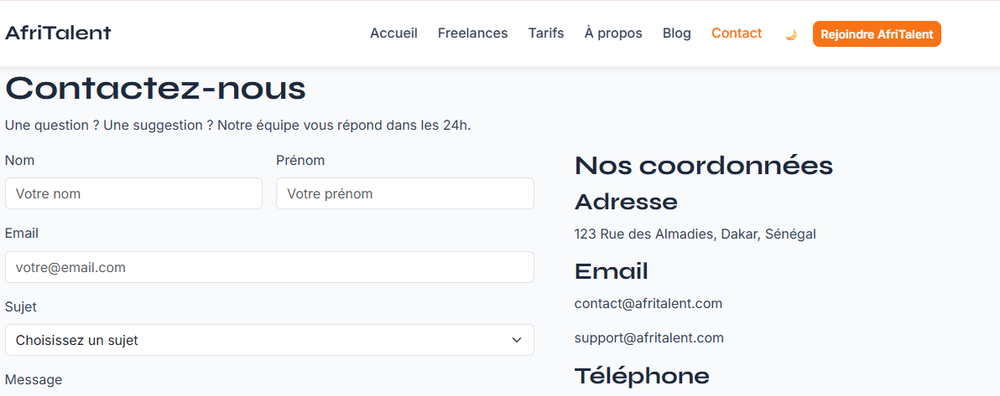 AfriTalent
Accueil Freelances Tarifs À propos Blog Contact Rejoindre AfriTalent
Contactez-nous
Une question ? Une suggestion ? Notre équipe vous répond dans les 24h.
Nom Prénom
Votre nom Votre prénom
Email
votre@email.com
Sujet
Choisissez un sujet
Message
Nos coordonnées
Adresse
123 Rue des Almadies, Dakar, Sénégal
Email
contact@afritalent.com
support@afritalent.com
Téléphone